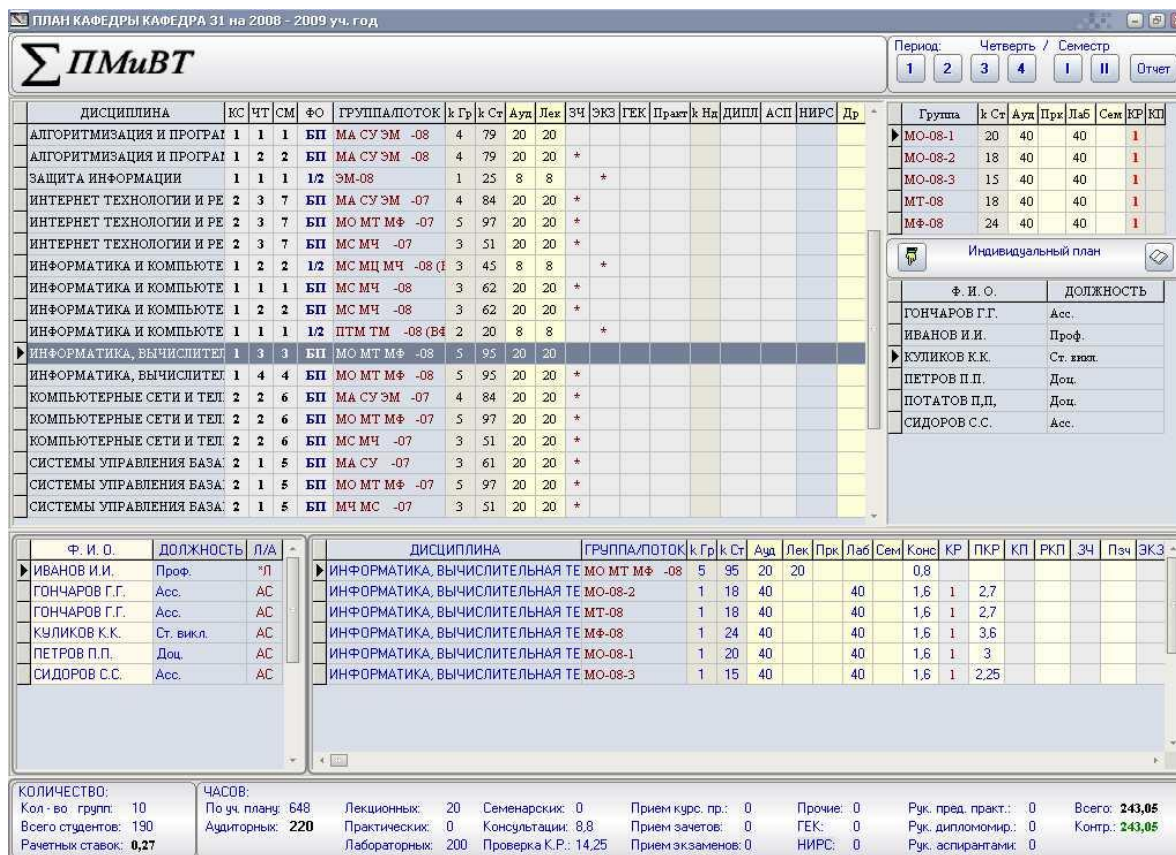 ПЛАН КАФЕДРЫ КАФЕДРА 31 на 2008 - 2009 уч. год
∑ ПМиВТ
Период: Четверть / Семестр
1 2 3 4 I II Отчет
ДИСЦИПЛИНА КС ЧТ СМ ФО ГРУППА/ПОТОК k Гр k Ст Ауд Лек ЗЧ ЭКЗ ГЕК Практ k Нд ДИПЛ АСП НИРС Др
АЛГОРИТМИЗАЦИЯ И ПРОГРАМ 1 1 1 БП МА СУ ЭМ -08 4 79 20 20
АЛГОРИТМИЗАЦИЯ И ПРОГРАМ 1 2 2 БП МА СУ ЭМ -08 4 79 20 20 *
ЗАЩИТА ИНФОРМАЦИИ 1 1 1 1/2 ЭМ-08 1 25 8 8 *
ИНТЕРНЕТ ТЕХНОЛОГИИ И РЕ 2 3 7 БП МА СУ ЭМ -07 4 84 20 20 *
ИНТЕРНЕТ ТЕХНОЛОГИИ И РЕ 2 3 7 БП МО МТ МФ -07 5 97 20 20 *
ИНТЕРНЕТ ТЕХНОЛОГИИ И РЕ 2 3 7 БП МС МЧ -07 3 51 20 20 *
ИНФОРМАТИКА И КОМПЬЮТЕ 1 2 2 1/2 МС МЦ МЧ -08 (В 3 45 8 8 *
ИНФОРМАТИКА И КОМПЬЮТЕ 1 1 1 БП МС МЧ -08 3 62 20 20 *
ИНФОРМАТИКА И КОМПЬЮТЕ 1 2 2 БП МС МЧ -08 3 62 20 20 *
ИНФОРМАТИКА И КОМПЬЮТЕ 1 1 1 1/2 ПТМ ТМ -08 (ВФ 2 20 8 8 *
ИНФОРМАТИКА, ВЫЧИСЛИТЕЛ 1 3 3 БП МО МТ МФ -08 5 95 20 20
ИНФОРМАТИКА, ВЫЧИСЛИТЕЛ 1 4 4 БП МО МТ МФ -08 5 95 20 20 *
КОМПЬЮТЕРНЫЕ СЕТИ И ТЕЛ 2 2 6 БП МА СУ ЭМ -07 4 84 20 20 *
КОМПЬЮТЕРНЫЕ СЕТИ И ТЕЛ 2 2 6 БП МО МТ МФ -07 5 97 20 20 *
КОМПЬЮТЕРНЫЕ СЕТИ И ТЕЛ 2 2 6 БП МС МЧ -07 3 51 20 20 *
СИСТЕМЫ УПРАВЛЕНИЯ БАЗА 2 1 5 БП МА СУ -07 3 61 20 20 *
СИСТЕМЫ УПРАВЛЕНИЯ БАЗА 2 1 5 БП МО МТ МФ -07 5 97 20 20 *
СИСТЕМЫ УПРАВЛЕНИЯ БАЗА 2 1 5 БП МЧ МС -07 3 51 20 20 *
Группа k Ст Ауд Прк Лаб Сем КР КП
МО-08-1 20 40 40 1
МО-08-2 18 40 40 1
МО-08-3 15 40 40 1
МТ-08 18 40 40 1
МФ-08 24 40 40 1
Индивидуальный план
Ф. И. О. ДОЛЖНОСТЬ
ГОНЧАРОВ Г.Г. Асс.
ИВАНОВ И.И. Проф.
КУЛИКОВ К.К. Ст. викл.
ПЕТРОВ П.П. Доц.
ПОТАТОВ П,П, Доц.
СИДОРОВ С.С. Асс.
Ф. И. О. ДОЛЖНОСТЬ Л/А
ИВАНОВ И.И. Проф. *Л
ГОНЧАРОВ Г.Г. Асс. АС
ГОНЧАРОВ Г.Г. Асс. АС
КУЛИКОВ К.К. Ст. викл. АС
ПЕТРОВ П.П. Доц. АС
СИДОРОВ С.С. Асс. АС
ДИСЦИПЛИНА ГРУППА/ПОТОК k Гр k Ст Ауд Лек Прк Лаб Сем Конс КР ПКР КП РКП ЗЧ Пзч ЭКЗ
ИНФОРМАТИКА, ВЫЧИСЛИТЕЛЬНАЯ ТЕ МО МТ МФ -08 5 95 20 20 0,8
ИНФОРМАТИКА, ВЫЧИСЛИТЕЛЬНАЯ ТЕ МО-08-2 1 18 40 40 1,6 1 2,7
ИНФОРМАТИКА, ВЫЧИСЛИТЕЛЬНАЯ ТЕ МТ-08 1 18 40 40 1,6 1 2,7
ИНФОРМАТИКА, ВЫЧИСЛИТЕЛЬНАЯ ТЕ МФ-08 1 24 40 40 1,6 1 3,6
ИНФОРМАТИКА, ВЫЧИСЛИТЕЛЬНАЯ ТЕ МО-08-1 1 20 40 40 1,6 1 3
ИНФОРМАТИКА, ВЫЧИСЛИТЕЛЬНАЯ ТЕ МО-08-3 1 15 40 40 1,6 1 2,25
КОЛИЧЕСТВО:
Кол - во групп: 10
Всего студентов: 190
Рачетных ставок: 0,27
ЧАСОВ:
По уч. плану: 648 Лекционных: 20 Семенарских: 0 Прием курс. пр.: 0 Прочие: 0 Рук. пред. практ.: 0 Всего: 243,05
Аудиторных: 220 Практических: 0 Консультации: 8,8 Прием зачетов: 0 ГЕК: 0 Рук. дипломомир.: 0 Контр.: 243,05
Лабораторных: 200 Проверка К.Р.: 14,25 Прием экзаменов: 0 НИРС: 0 Рук. аспирантами: 0